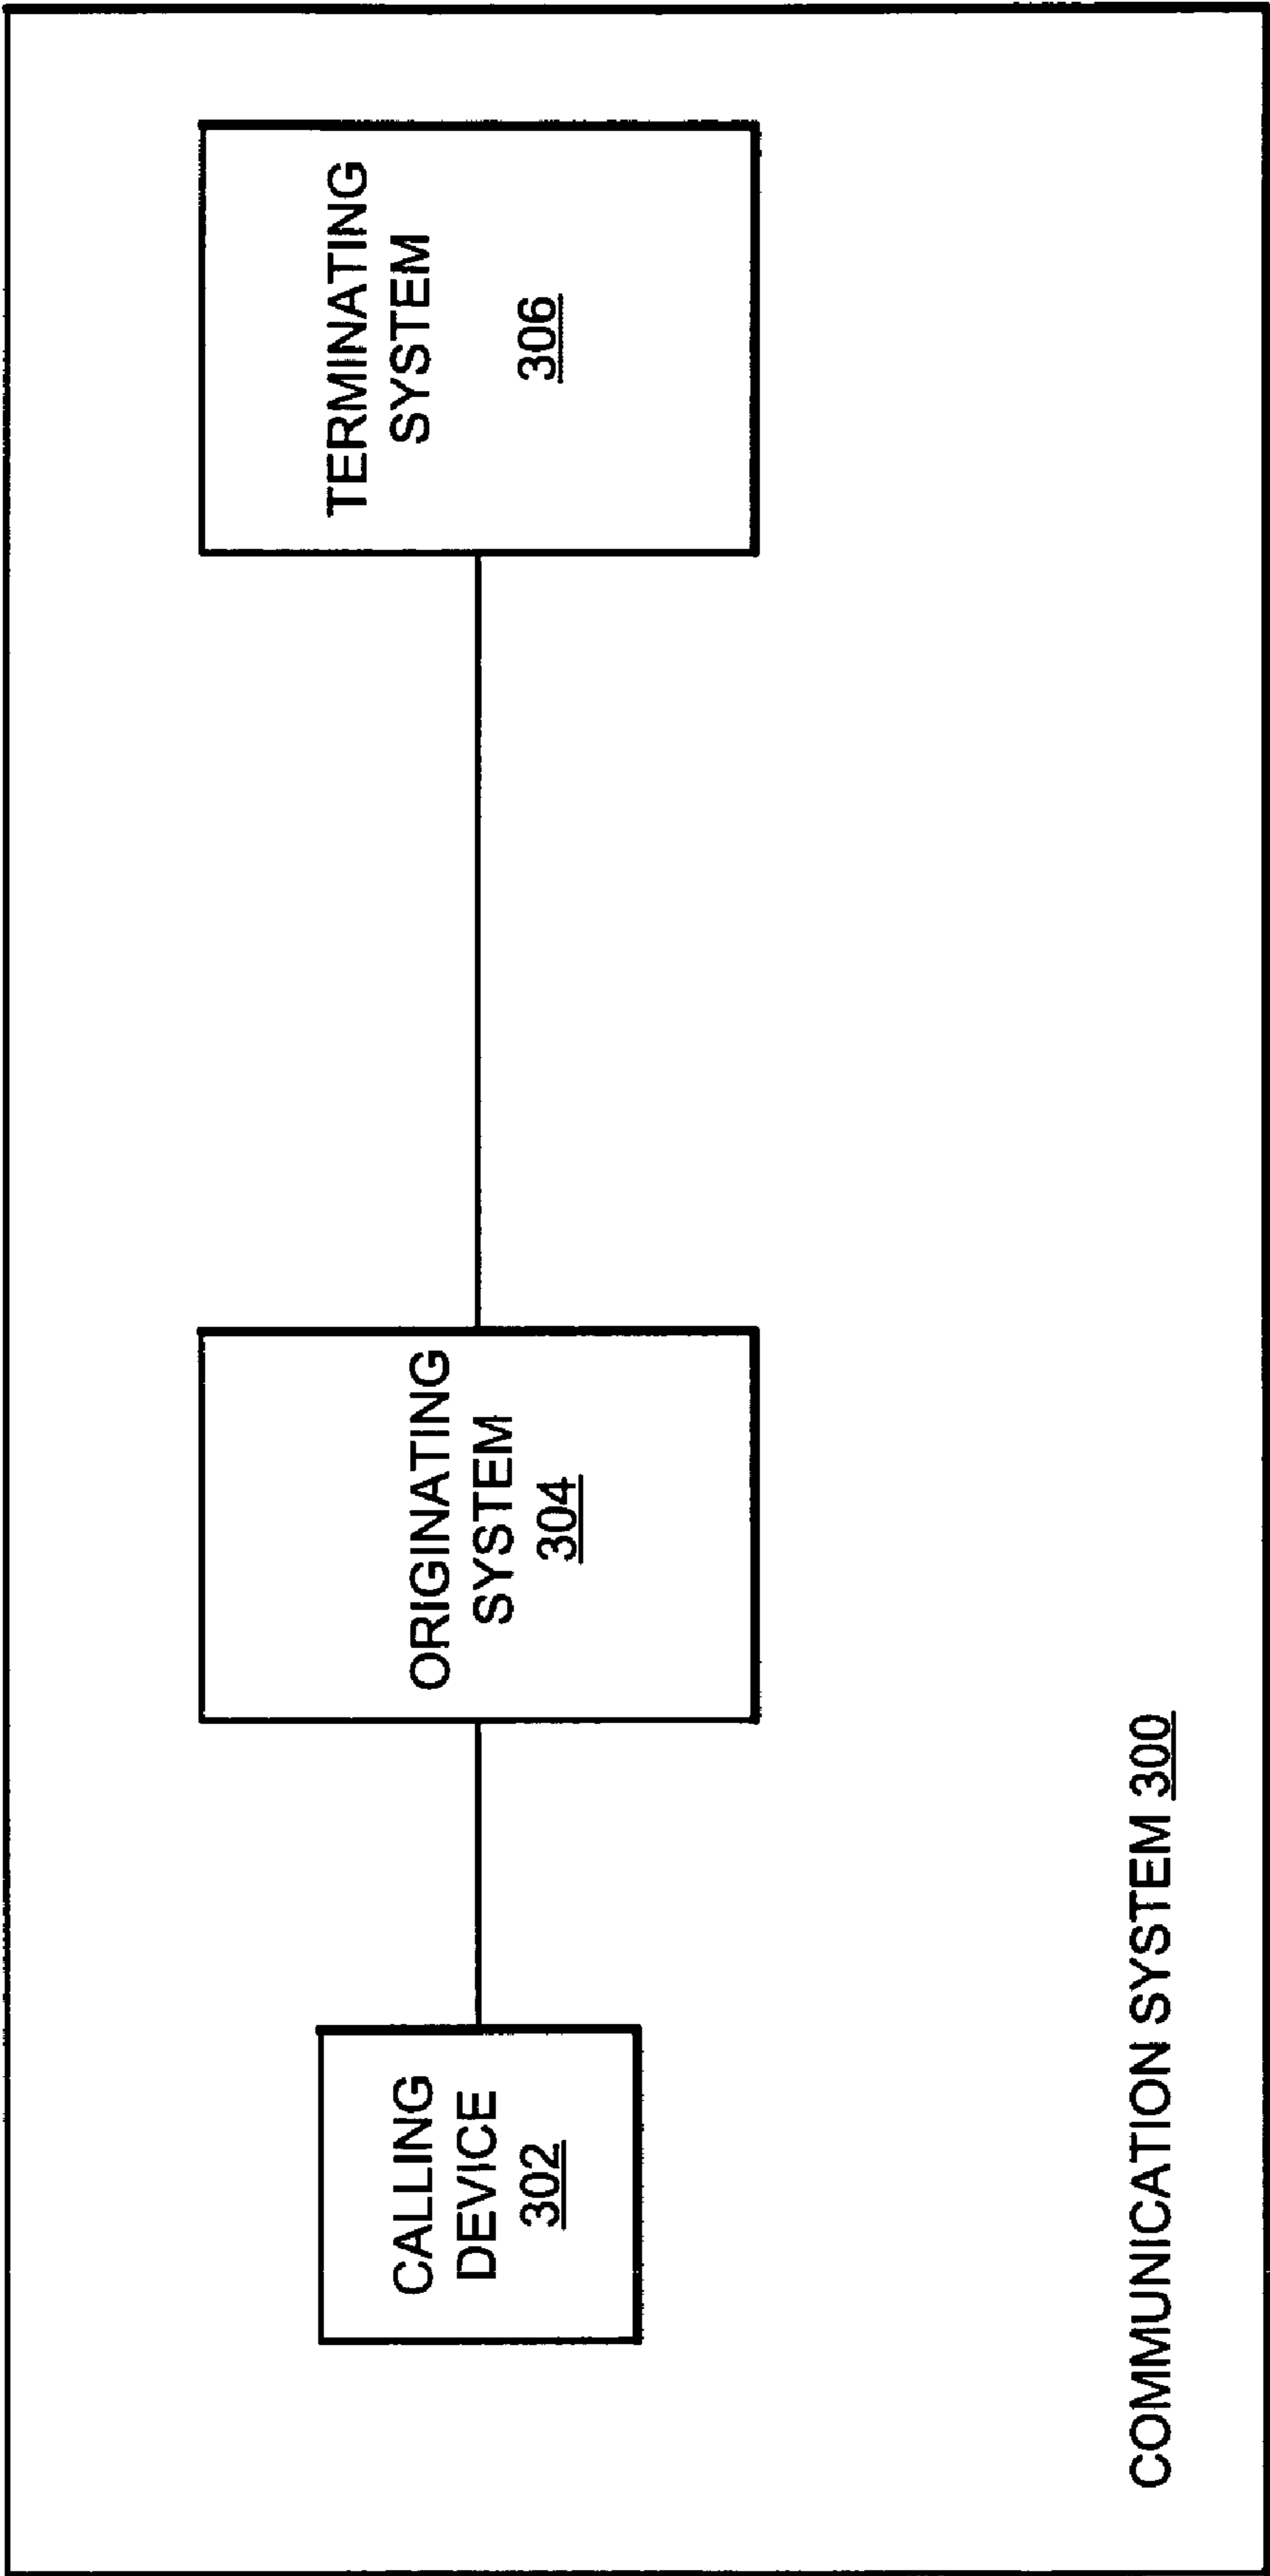 CALLING
DEVICE
302
ORIGINATING
SYSTEM
304
TERMINATING
SYSTEM
306
COMMUNICATION SYSTEM 300